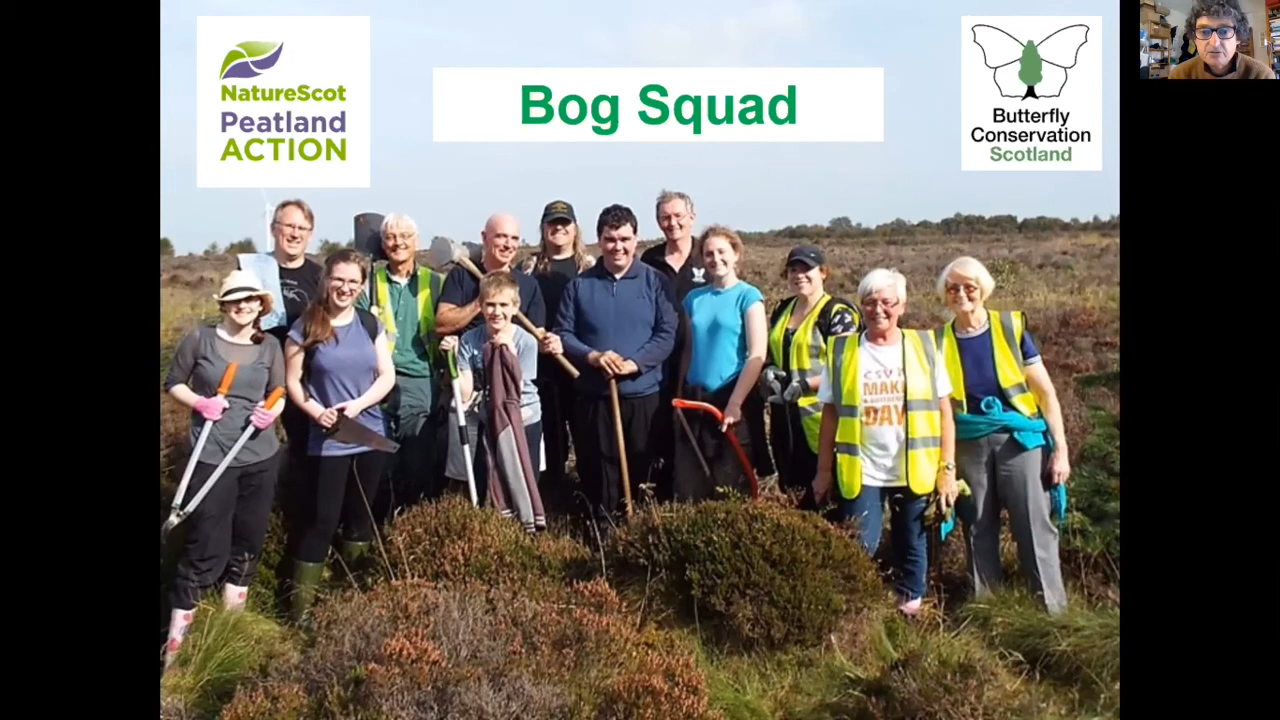 NatureScot
Peatland
ACTION
Bog Squad
Butterfly
Conservation
Scotland
CSV
MAKE
DAY